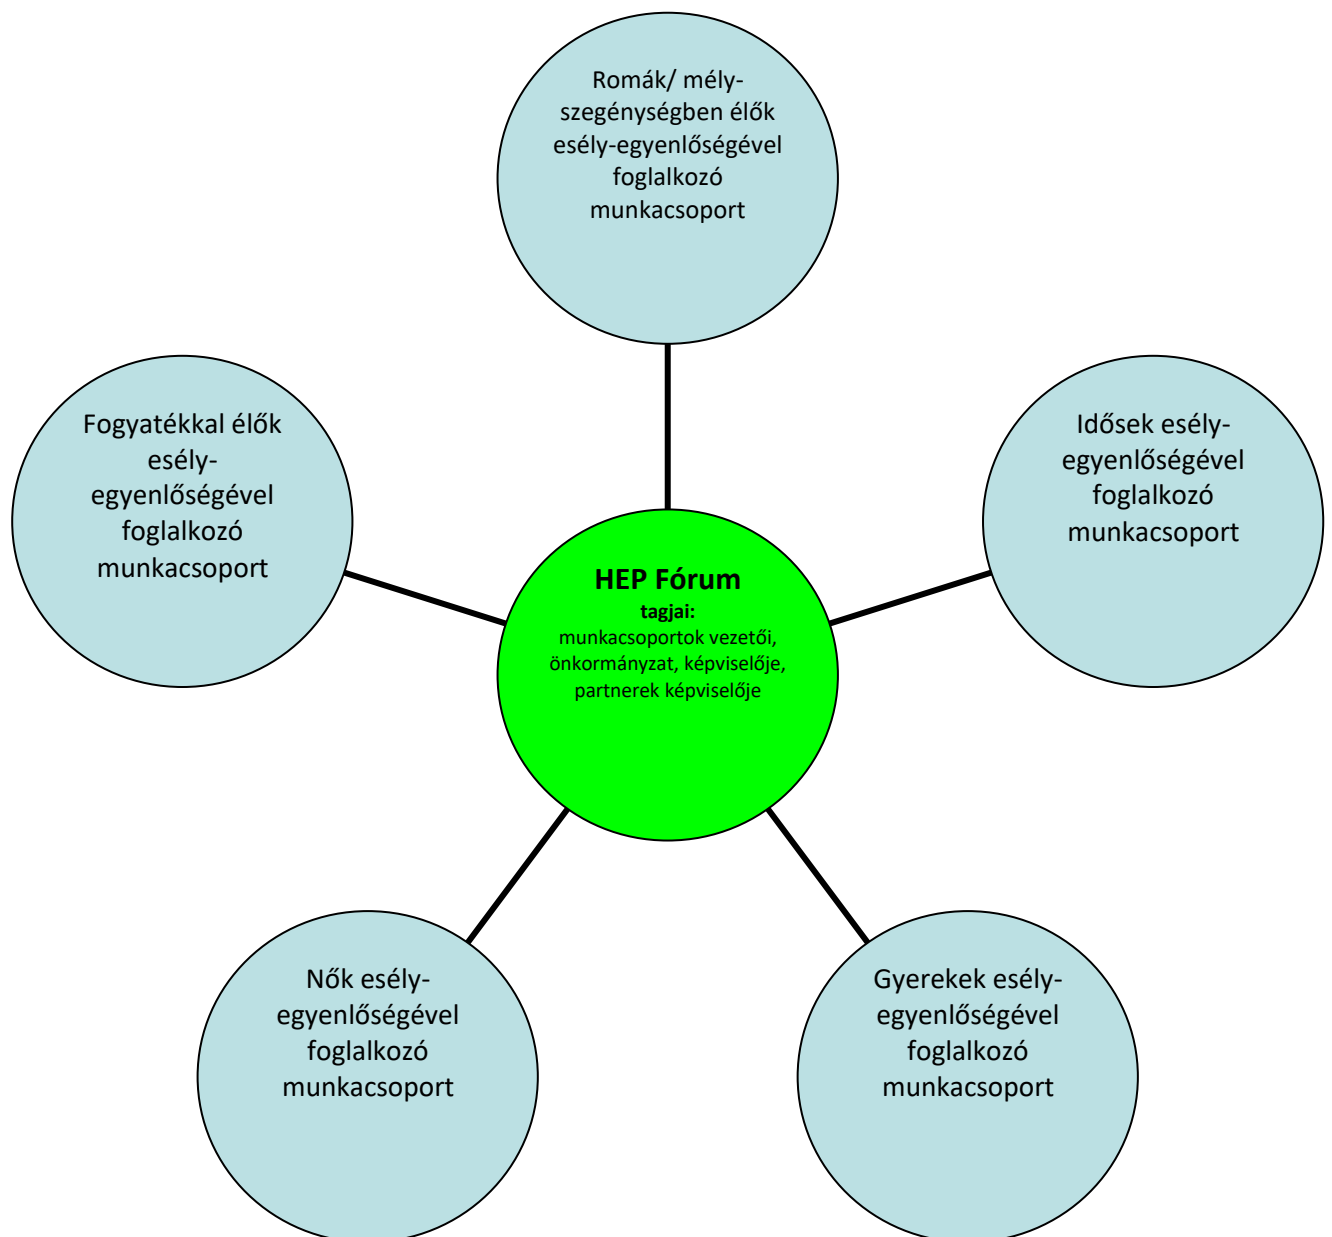 Romák/ mély-
szegénységben élők
esély-egyenlőségével
foglalkozó
munkacsoport
Fogyatékkal élők
esély-
egyenlőségével
foglalkozó
munkacsoport
Idősek esély-
egyenlőségével
foglalkozó
munkacsoport
HEP Fórum
tagjai:
munkacsoportok vezetői,
önkormányzat, képviselője,
partnerek képviselője
Nők esély-
egyenlőségével
foglalkozó
munkacsoport
Gyerekek esély-
egyenlőségével
foglalkozó
munkacsoport